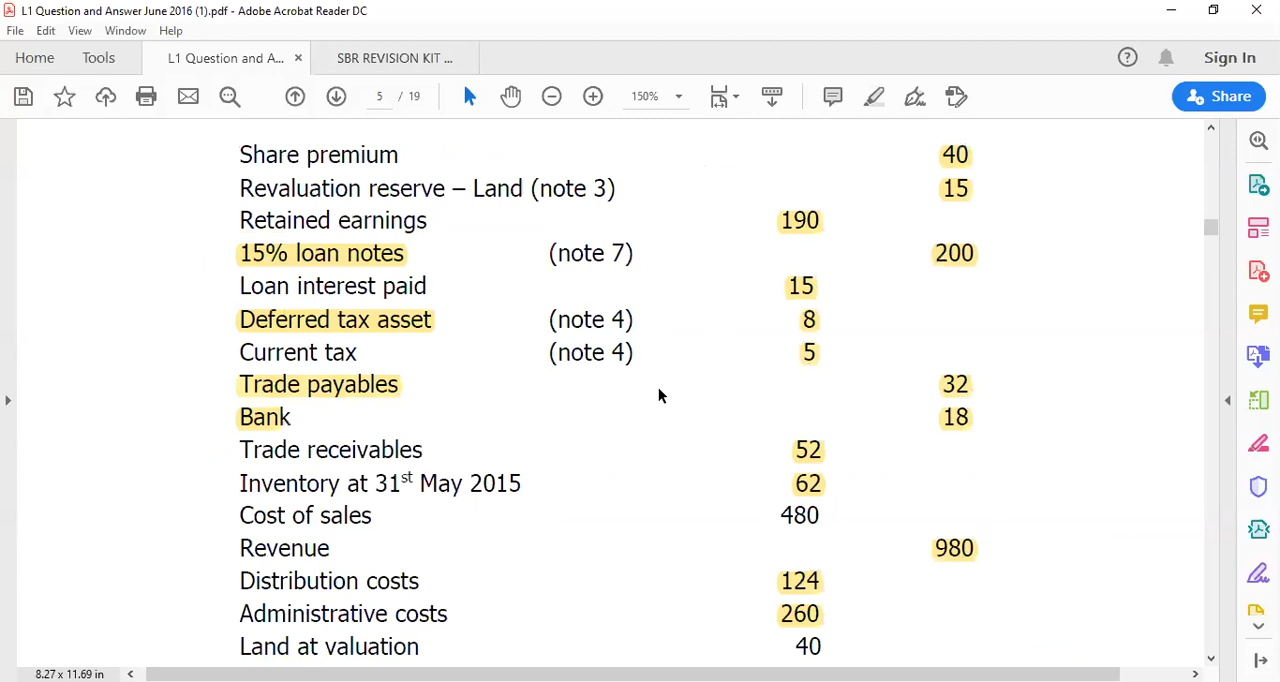 L1 Question and Answer June 2016 (1).pdf - Adobe Acrobat Reader DC
File Edit View Window Help
Home Tools L1 Question and A... × SBR REVISION KIT ... Sign In
5 / 19 150% Share
Share premium 40
Revaluation reserve – Land (note 3) 15
Retained earnings 190
15% loan notes (note 7) 200
Loan interest paid 15
Deferred tax asset (note 4) 8
Current tax (note 4) 5
Trade payables 32
Bank 18
Trade receivables 52
Inventory at 31st May 2015 62
Cost of sales 480
Revenue 980
Distribution costs 124
Administrative costs 260
Land at valuation 40
8.27 x 11.69 in